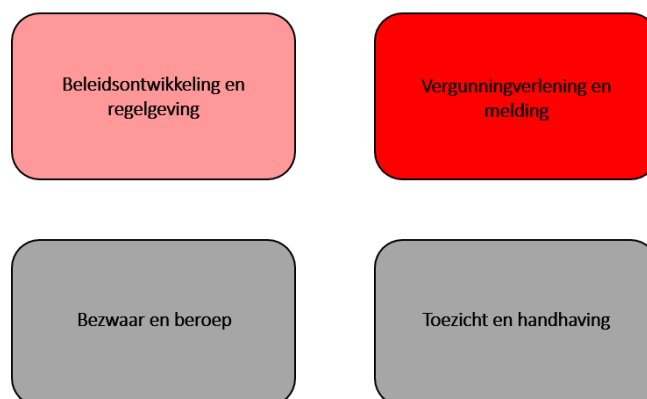 Beleidsontwikkeling en
regelgeving
Vergunningverlening en
melding
Bezwaar en beroep
Toezicht en handhaving